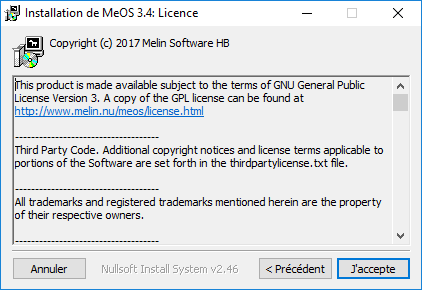 Installation de MeOS 3.4: Licence
Copyright (c) 2017 Melin Software HB
This product is made available subject to the terms of GNU General Public
License Version 3. A copy of the GPL license can be found at
http://www.melin.nu/meos/license.html
------------------------------------
Third Party Code. Additional copyright notices and license terms applicable to
portions of the Software are set forth in the thirdpartylicense.txt file.
------------------------------------
All trademarks and registered trademarks mentioned herein are the property
of their respective owners.
------------------------------------
Annuler
Nullsoft Install System v2.46
< Précédent
J'accepte